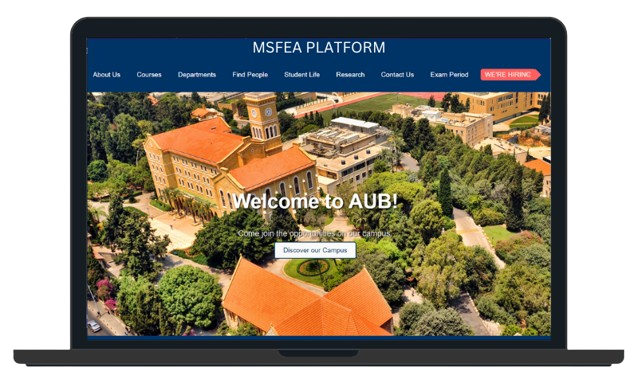 MSFEA PLATFORM
About Us Courses Departments Find People Student Life Research Contact Us Exam Period WE'RE HIRING
Welcome to AUB!
Come join the opportunities on our campus
Discover our Campus